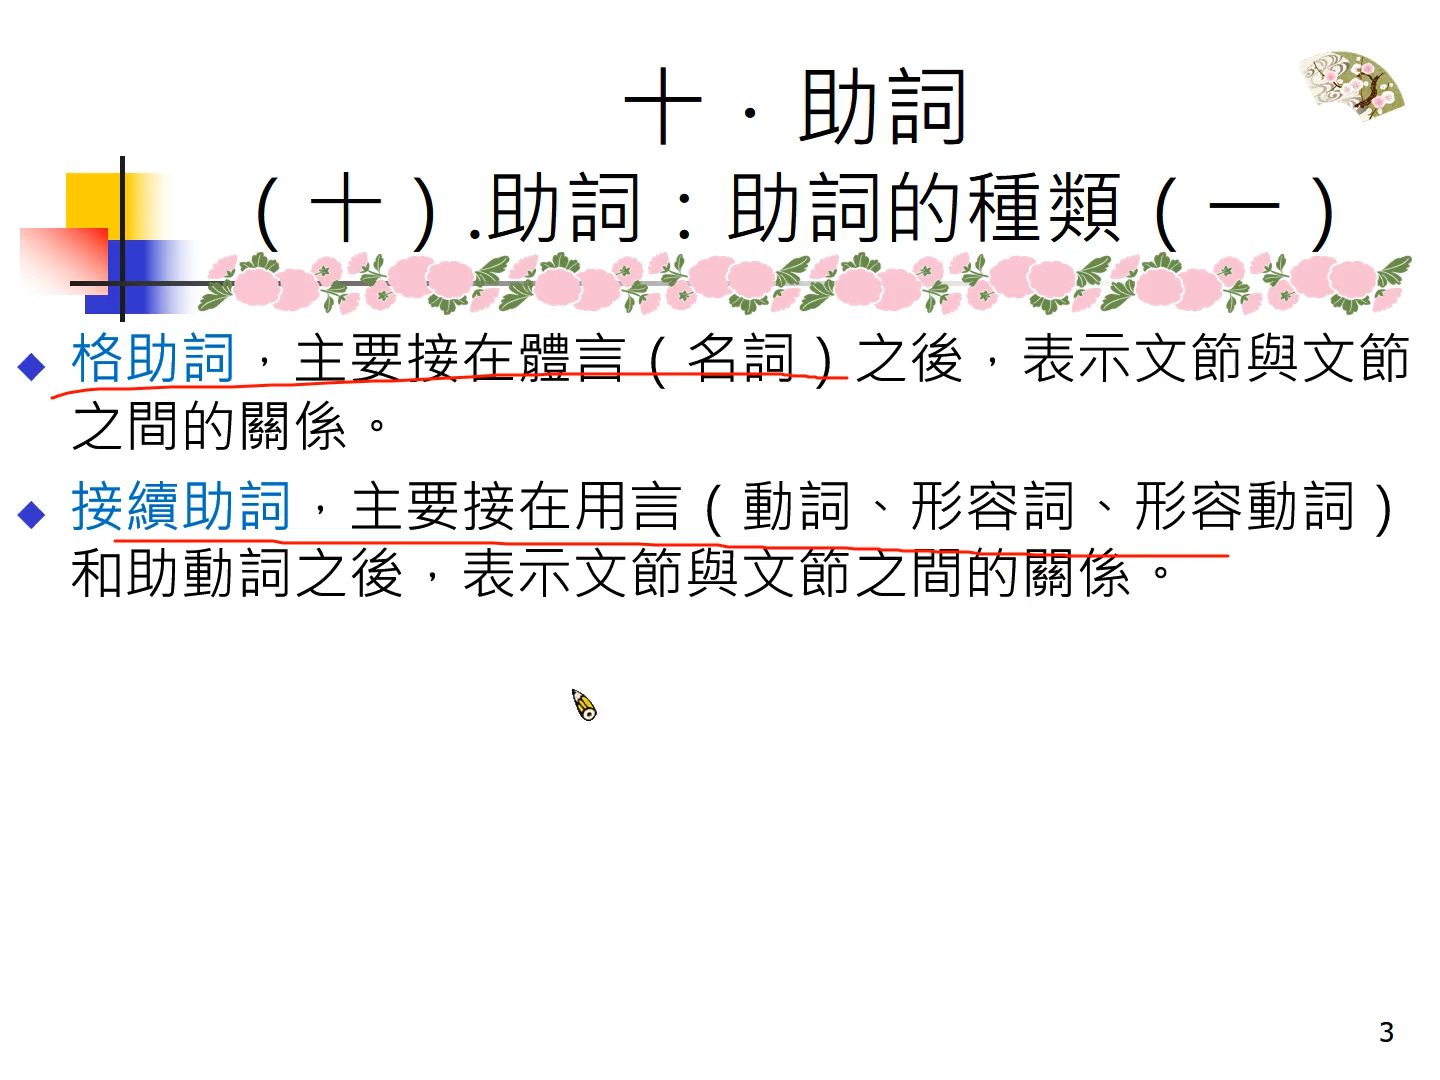 十．助詞
（十）.助詞：助詞的種類（一　）
格助詞，主要接在體言（名詞）之後，表示文節與文節
之間的關係。
接續助詞，主要接在用言（動詞、形容詞、形容動詞）
和助動詞之後，表示文節與文節之間的關係。
3